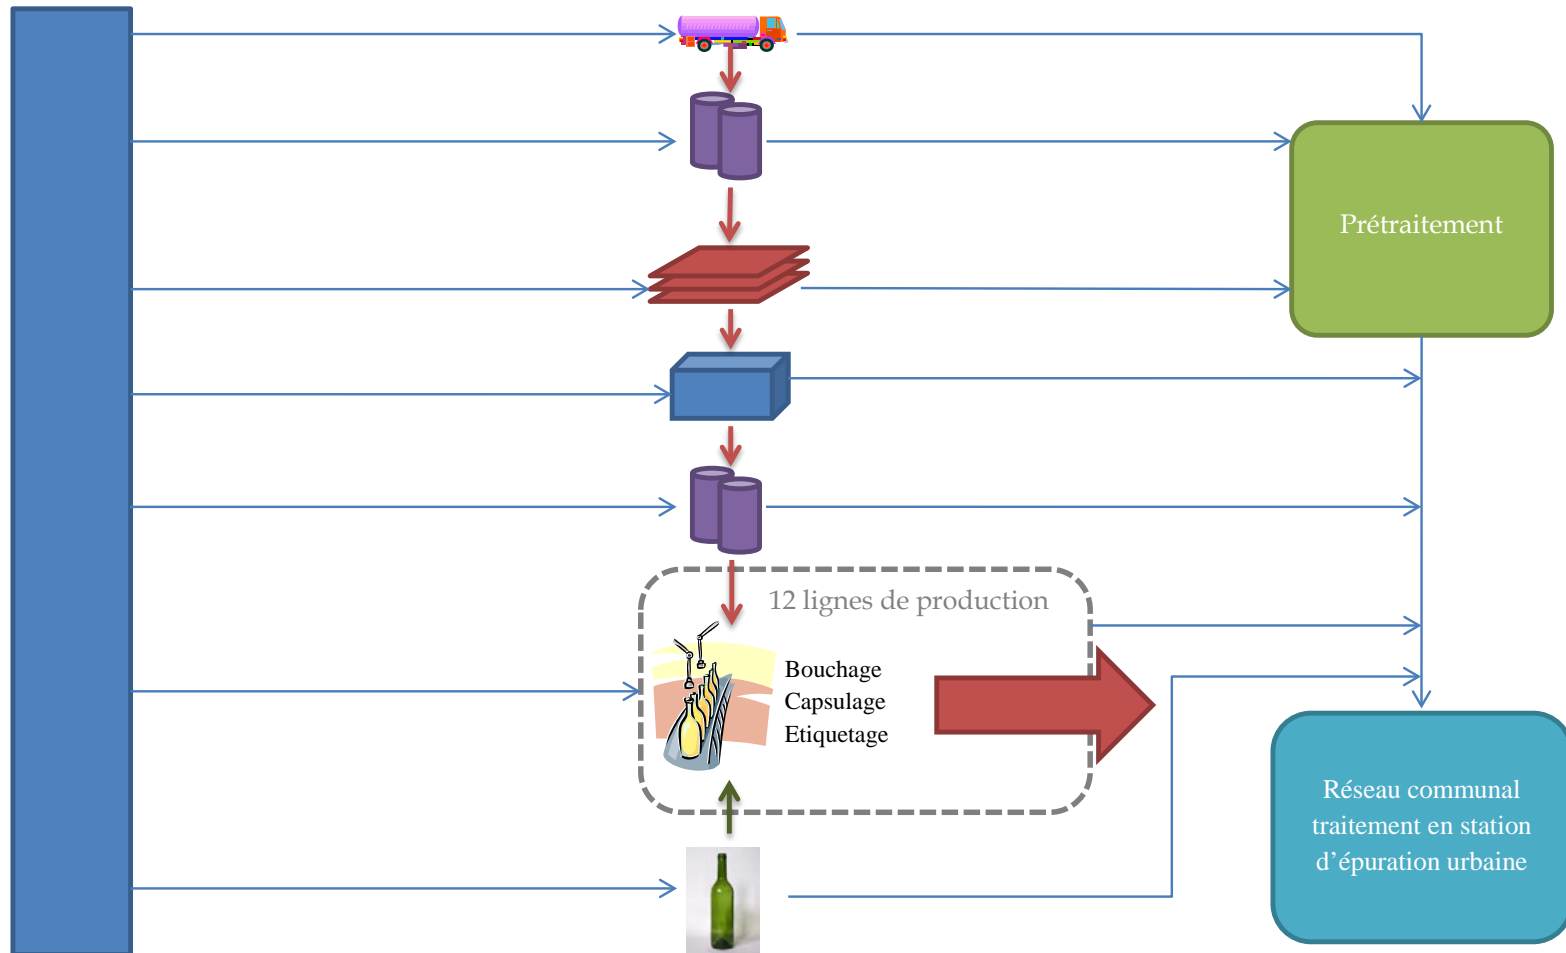 Prétraitement
12 lignes de production
Bouchage
Capsulage
Etiquetage
Réseau communal
traitement en station
d’épuration urbaine